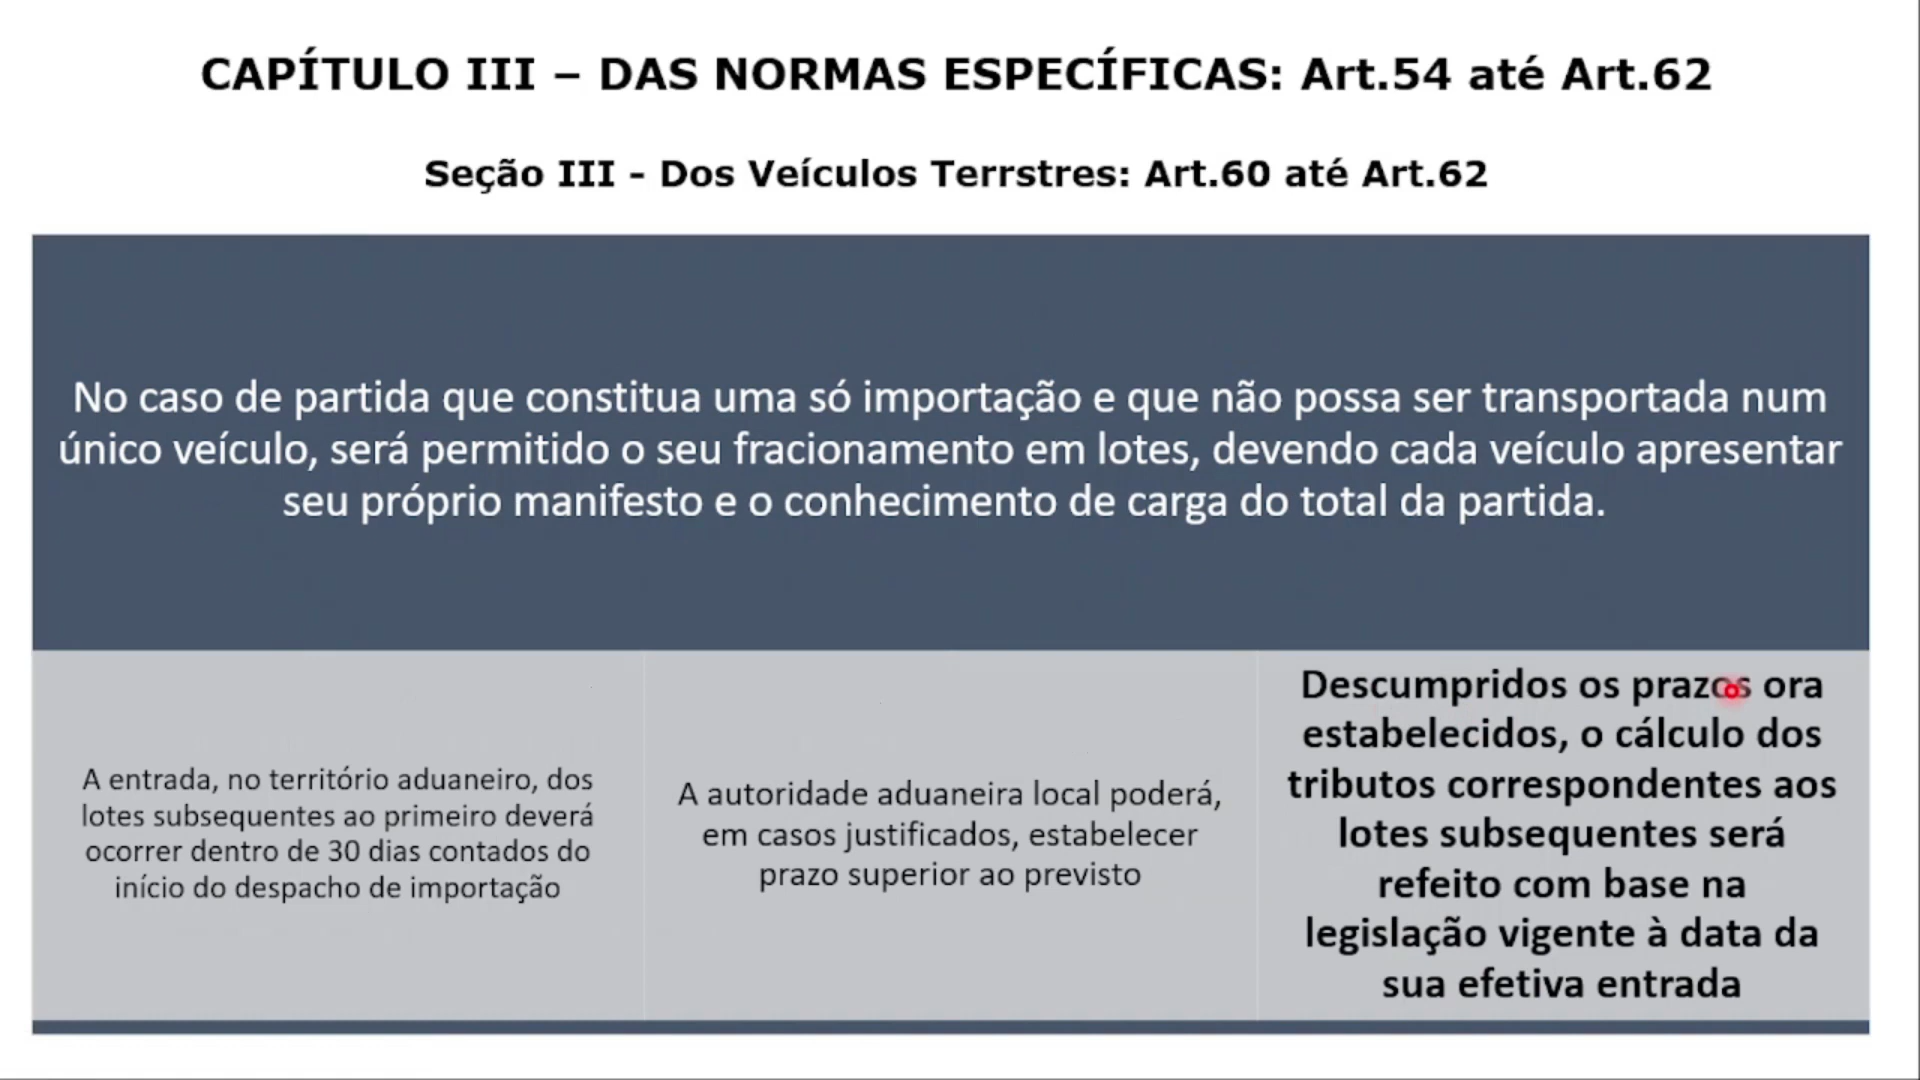 CAPÍTULO III – DAS NORMAS ESPECÍFICAS: Art.54 até Art.62
Seção III - Dos Veículos Terrstres: Art.60 até Art.62
No caso de partida que constitua uma só importação e que não possa ser transportada num
único veículo, será permitido o seu fracionamento em lotes, devendo cada veículo apresentar
seu próprio manifesto e o conhecimento de carga do total da partida.
A entrada, no território aduaneiro, dos
lotes subsequentes ao primeiro deverá
ocorrer dentro de 30 dias contados do
início do despacho de importação
A autoridade aduaneira local poderá,
em casos justificados, estabelecer
prazo superior ao previsto
Descumpridos os prazos ora
estabelecidos, o cálculo dos
tributos correspondentes aos
lotes subsequentes será
refeito com base na
legislação vigente à data da
sua efetiva entrada